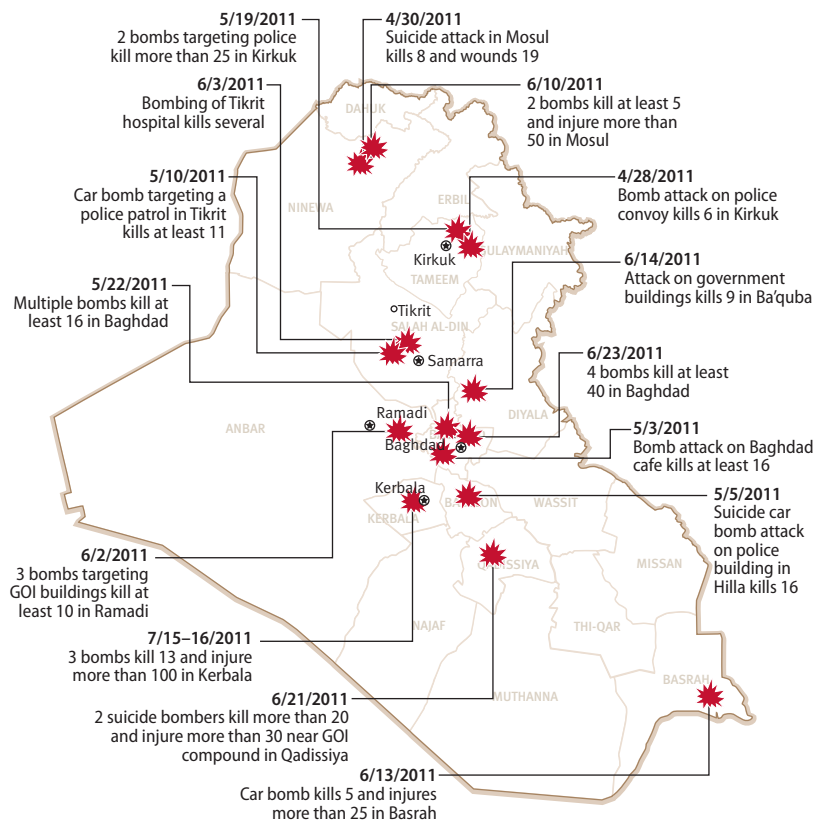 5/19/2011
2 bombs targeting police
kill more than 25 in Kirkuk
4/30/2011
Suicide attack in Mosul
kills 8 and wounds 19
6/3/2011
Bombing of Tikrit
hospital kills several
6/10/2011
2 bombs kill at least 5
and injure more than
50 in Mosul
5/10/2011
Car bomb targeting a
police patrol in Tikrit
kills at least 11
4/28/2011
Bomb attack on police
convoy kills 6 in Kirkuk
5/22/2011
Multiple bombs kill at
least 16 in Baghdad
6/14/2011
Attack on government
buildings kills 9 in Ba'quba
6/23/2011
4 bombs kill at least
40 in Baghdad
5/3/2011
Bomb attack on Baghdad
cafe kills at least 16
5/5/2011
Suicide car
bomb attack
on police
building in
Hilla kills 16
6/2/2011
3 bombs targeting
GOI buildings kill at
least 10 in Ramadi
7/15–16/2011
3 bombs kill 13 and injure
more than 100 in Kerbala
6/21/2011
2 suicide bombers kill more than 20
and injure more than 30 near GOI
compound in Qadissiya
6/13/2011
Car bomb kills 5 and injures
more than 25 in Basrah
DAHUK
NINEWA
ERBIL
Kirkuk
TAMEEM
Tikrit
SALAH AL-DIN
Samarra
DIYALA
Ramadi
ANBAR
Baghdad
Kerbala
KERBALA
WASSIT
MISSAN
NAJAF
THI-QAR
MUTHANNA
BASRAH